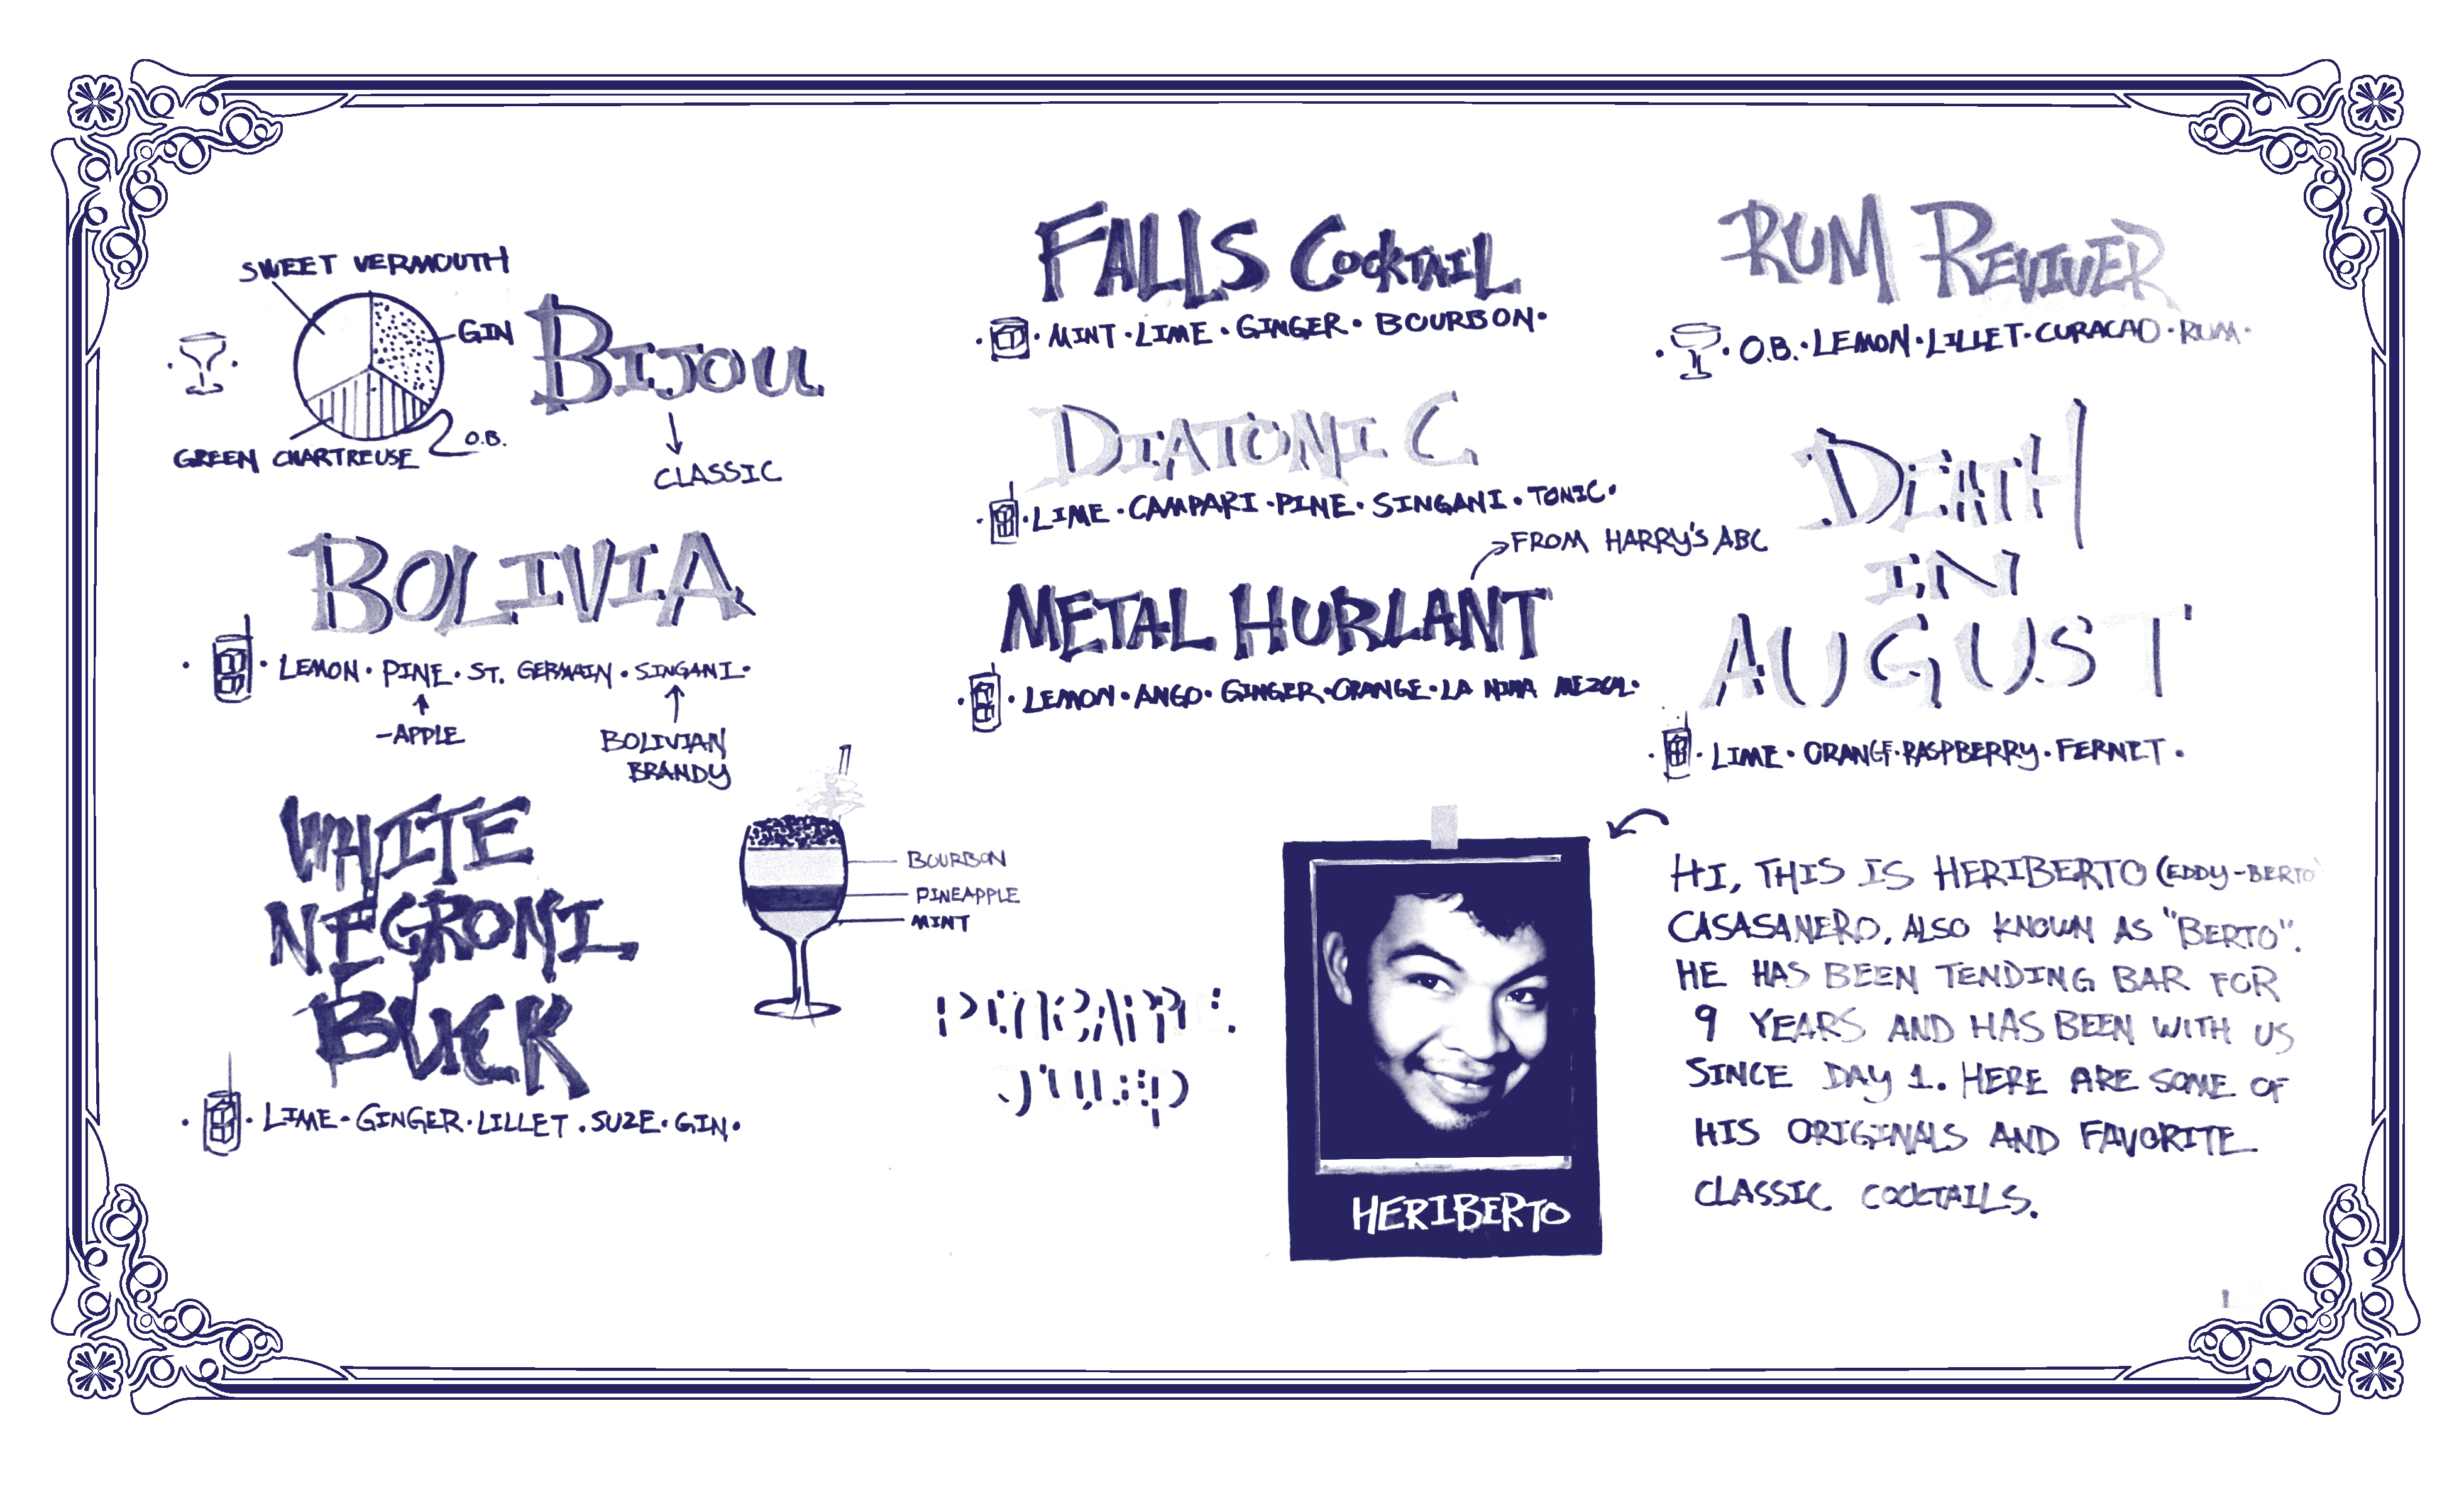 SWEET VERMOUTH
GIN
GREEN CHARTREUSE
O.B.
BIJOU
CLASSIC
BOLIVIA
LEMON · PINE · ST. GERMAIN · SINGANI ·
-APPLE
BOLIVIAN
BRANDY
WHITE
NEGRONI
BUCK
· LIME · GINGER · LILLET · SUZE · GIN ·
BOURBON
PINEAPPLE
MINT
FALLS COCKTAIL
· MINT · LIME · GINGER · BOURBON ·
DIATONIC
· LIME · CAMPARI · PINE · SINGANI · TONIC ·
FROM HARRY'S ABC
METAL HURLANT
· LEMON · ANGO · GINGER · ORANGE · LA NIÑA MEZCAL ·
RUM REVIVER
· O.B. · LEMON · LILLET · CURACAO · RUM ·
DEATH
IN
AUGUST
· LIME · ORANGE · RASPBERRY · FERNET ·
HERIBERTO
HI, THIS IS HERIBERTO (EDDY-BERTO
CASASANERO, ALSO KNOWN AS "BERTO".
HE HAS BEEN TENDING BAR FOR
9 YEARS AND HAS BEEN WITH US
SINCE DAY 1. HERE ARE SOME OF
HIS ORIGINALS AND FAVORITE
CLASSIC COCKTAILS.